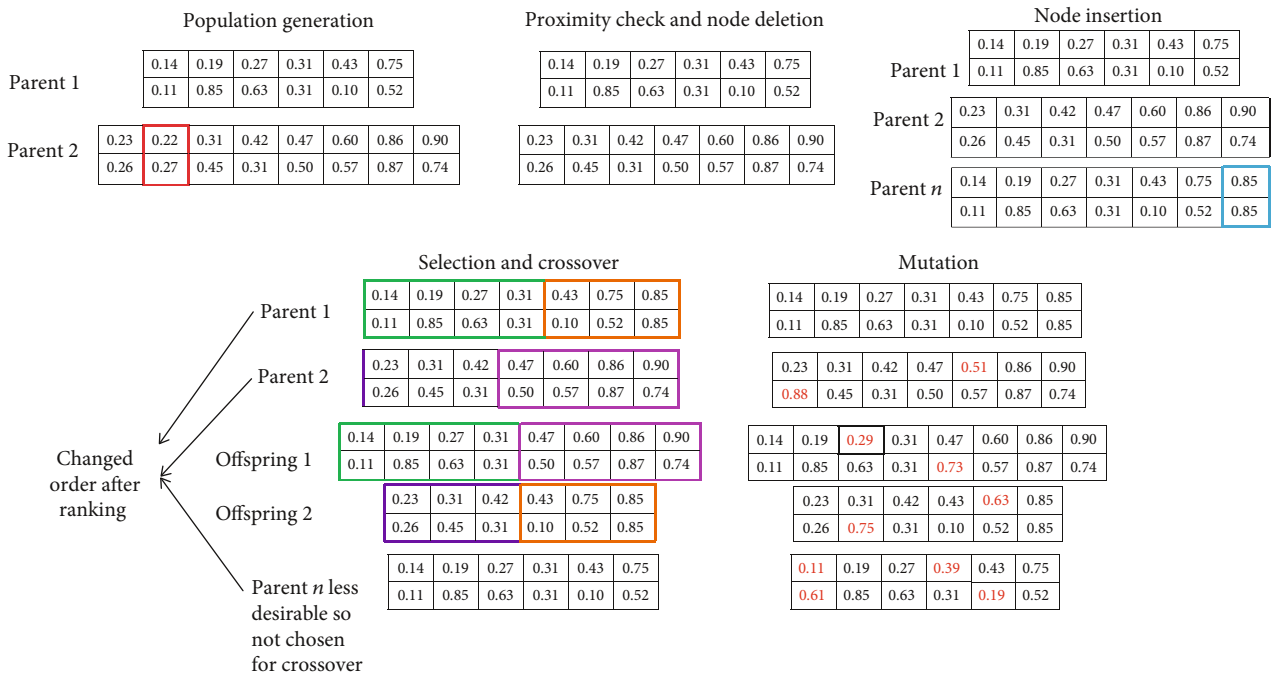 Population generation
Parent 1
0.14 0.19 0.27 0.31 0.43 0.75
0.11 0.85 0.63 0.31 0.10 0.52
Parent 2
0.23 0.22 0.31 0.42 0.47 0.60 0.86 0.90
0.26 0.27 0.45 0.31 0.50 0.57 0.87 0.74
Proximity check and node deletion
0.14 0.19 0.27 0.31 0.43 0.75
0.11 0.85 0.63 0.31 0.10 0.52
0.23 0.31 0.42 0.47 0.60 0.86 0.90
0.26 0.45 0.31 0.50 0.57 0.87 0.74
Node insertion
Parent 1
0.14 0.19 0.27 0.31 0.43 0.75
0.11 0.85 0.63 0.31 0.10 0.52
Parent 2
0.23 0.31 0.42 0.47 0.60 0.86 0.90
0.26 0.45 0.31 0.50 0.57 0.87 0.74
Parent n
0.14 0.19 0.27 0.31 0.43 0.75 0.85
0.11 0.85 0.63 0.31 0.10 0.52 0.85
Selection and crossover
Parent 1
0.14 0.19 0.27 0.31 0.43 0.75 0.85
0.11 0.85 0.63 0.31 0.10 0.52 0.85
Parent 2
0.23 0.31 0.42 0.47 0.60 0.86 0.90
0.26 0.45 0.31 0.50 0.57 0.87 0.74
Offspring 1
0.14 0.19 0.27 0.31 0.47 0.60 0.86 0.90
0.11 0.85 0.63 0.31 0.50 0.57 0.87 0.74
Offspring 2
0.23 0.31 0.42 0.43 0.75 0.85
0.26 0.45 0.31 0.10 0.52 0.85
0.14 0.19 0.27 0.31 0.43 0.75
0.11 0.85 0.63 0.31 0.10 0.52
Parent n less
desirable so
not chosen
for crossover
Changed
order after
ranking
Mutation
0.14 0.19 0.27 0.31 0.43 0.75 0.85
0.11 0.85 0.63 0.31 0.10 0.52 0.85
0.23 0.31 0.42 0.47 0.51 0.86 0.90
0.88 0.45 0.31 0.50 0.57 0.87 0.74
0.14 0.19 0.29 0.31 0.47 0.60 0.86 0.90
0.11 0.85 0.63 0.31 0.73 0.57 0.87 0.74
0.23 0.31 0.42 0.43 0.63 0.85
0.26 0.75 0.31 0.10 0.52 0.85
0.11 0.19 0.27 0.39 0.43 0.75
0.61 0.85 0.63 0.31 0.19 0.52